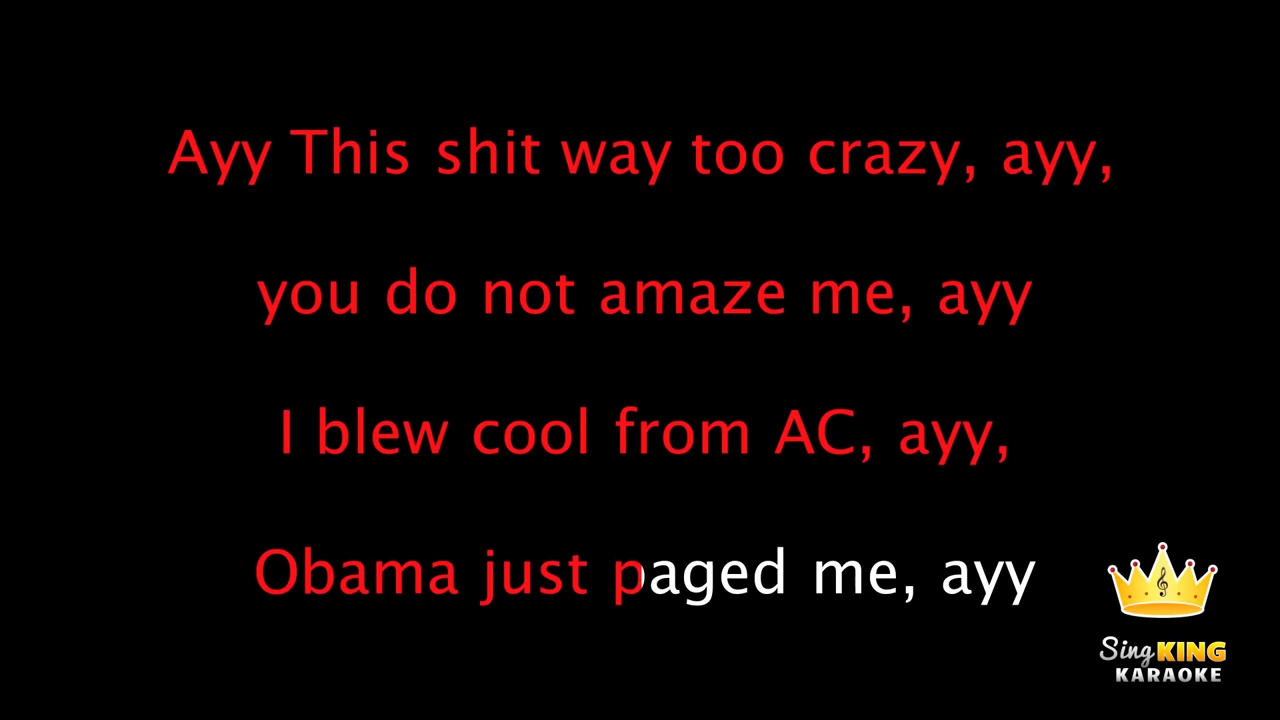 Ayy This shit way too crazy, ayy,
you do not amaze me, ayy
I blew cool from AC, ayy,
Obama just paged me, ayy
Sing KING
KARAOKE